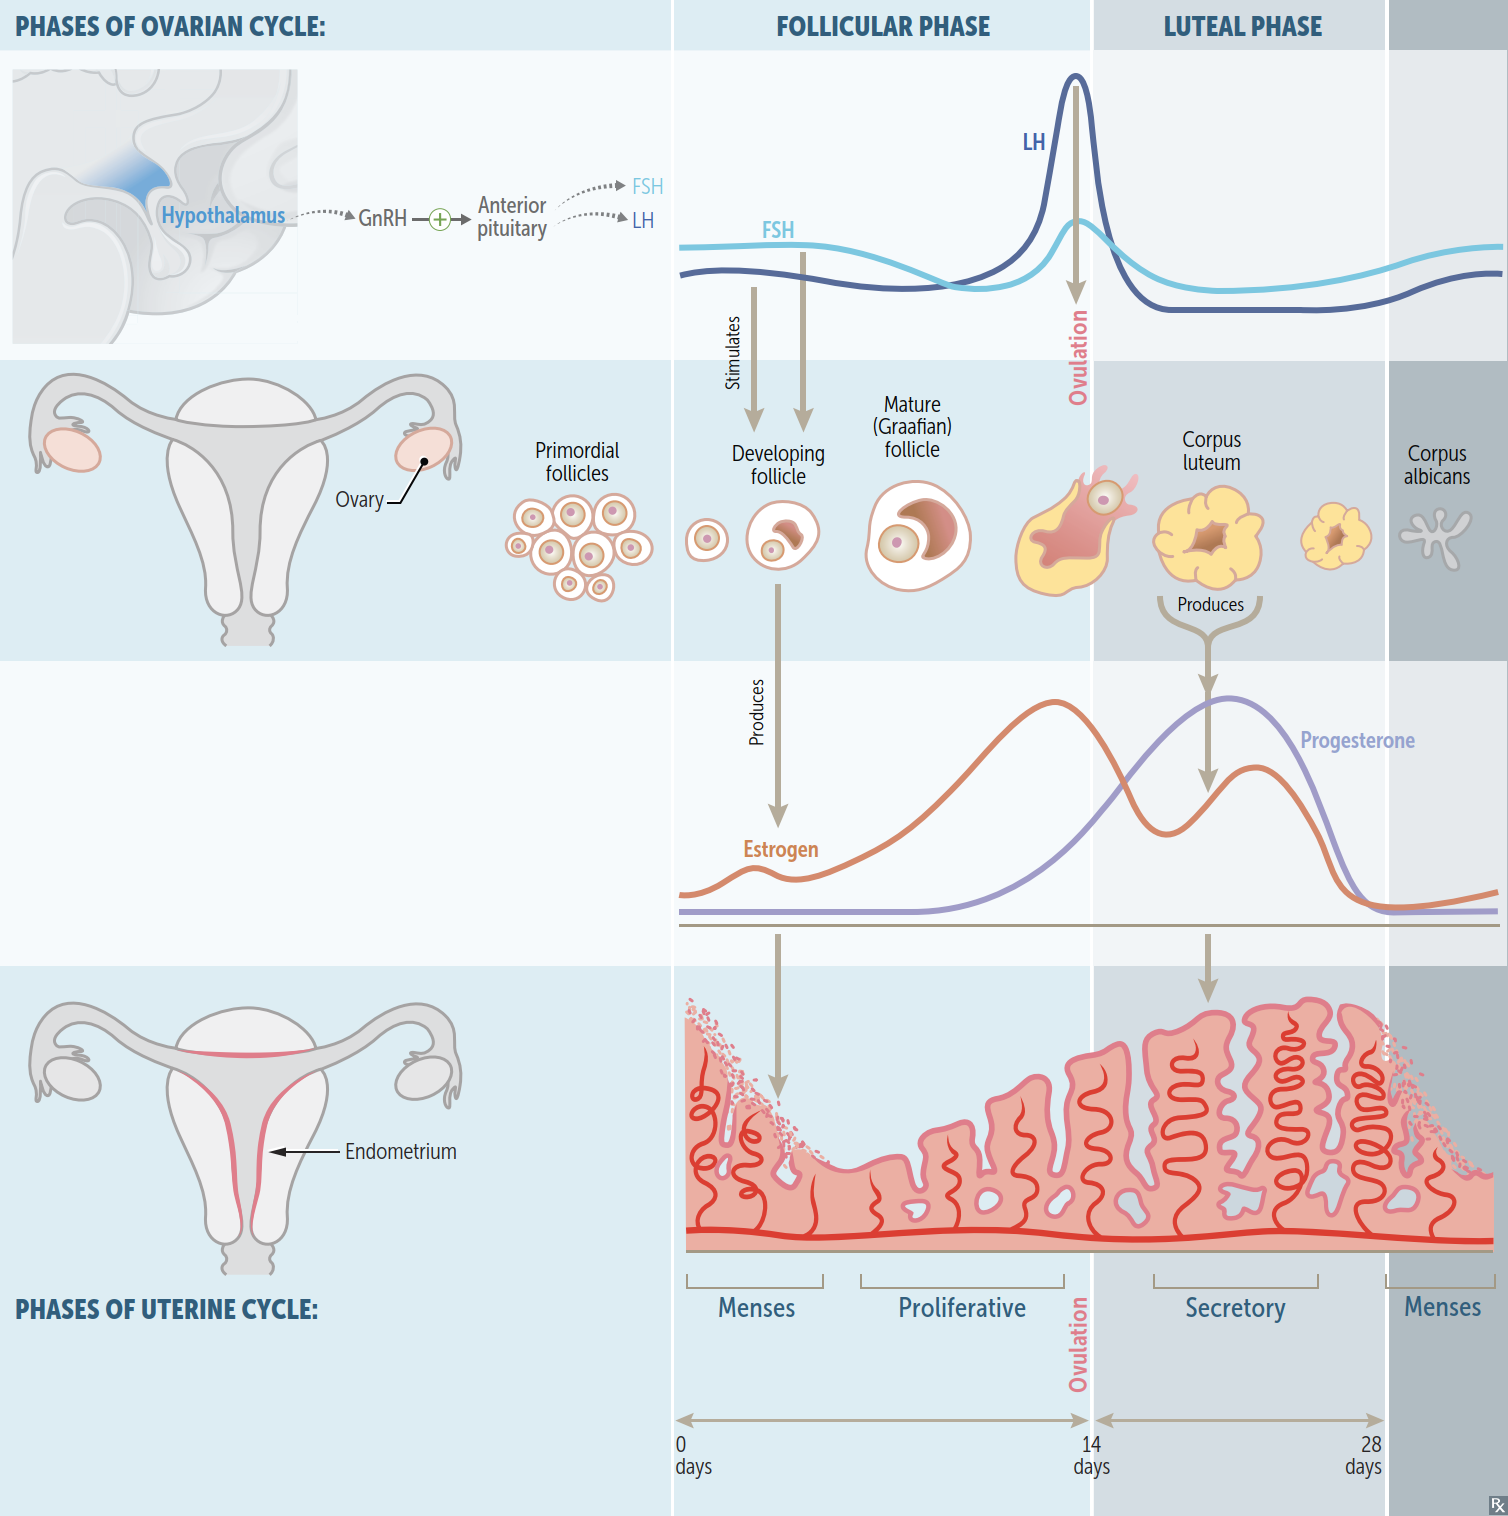 PHASES OF OVARIAN CYCLE:
FOLLICULAR PHASE
LUTEAL PHASE
Hypothalamus
GnRH
+
Anterior
pituitary
FSH
LH
LH
FSH
Stimulates
Ovulation
Ovary
Primordial
follicles
Developing
follicle
Mature
(Graafian)
follicle
Corpus
luteum
Corpus
albicans
Produces
Produces
Progesterone
Estrogen
Endometrium
PHASES OF UTERINE CYCLE:
Menses
Proliferative
Ovulation
Secretory
Menses
0
days
14
days
28
days
Rx